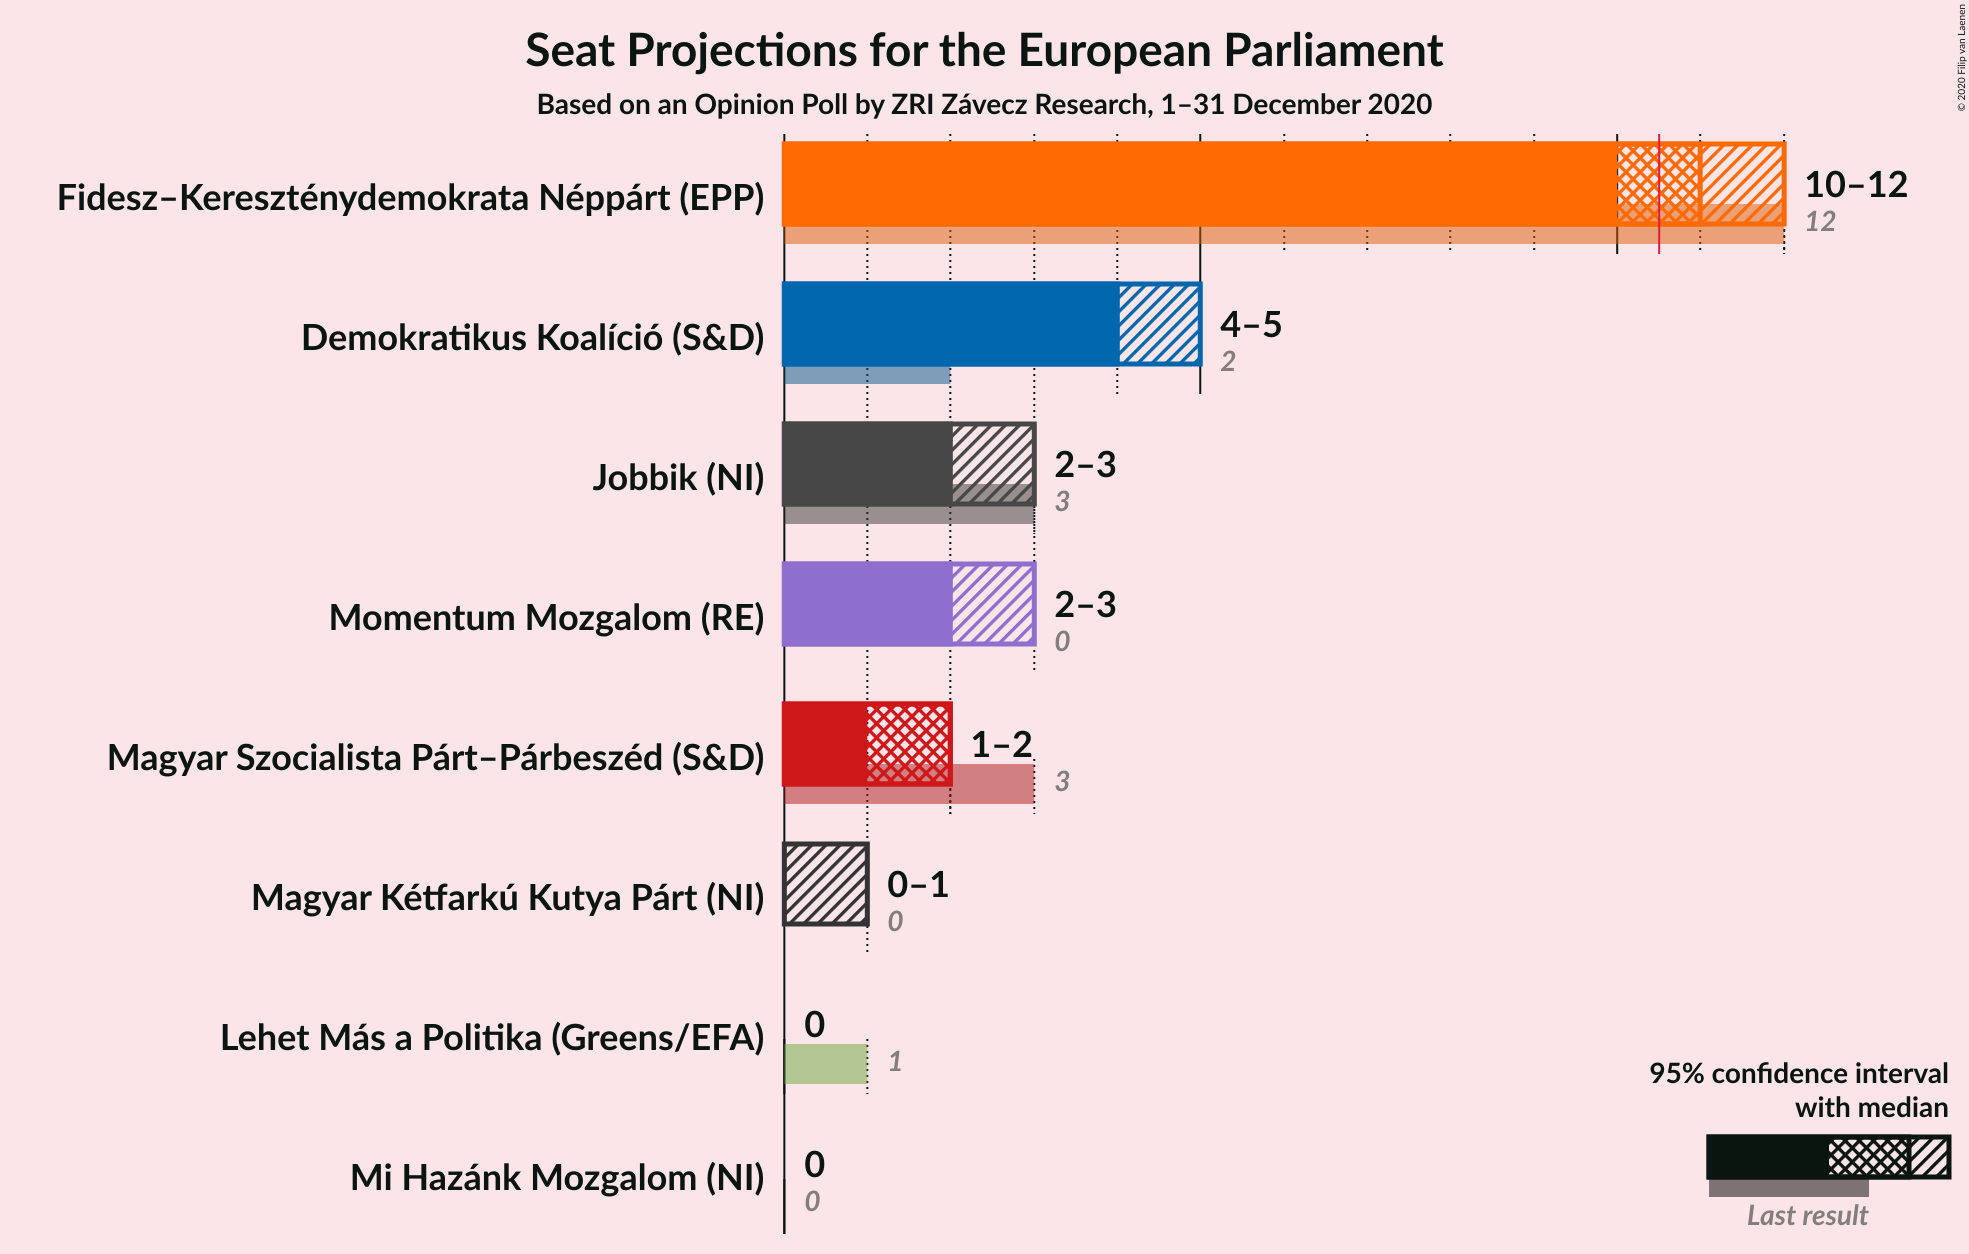 Seat Projections for the European Parliament
Based on an Opinion Poll by ZRI Závecz Research, 1–31 December 2020
© 2020 Filip van Laenen
Fidesz–Kereszténydemokrata Néppárt (EPP)
10–12
12
Demokratikus Koalíció (S&D)
4–5
2
Jobbik (NI)
2–3
3
Momentum Mozgalom (RE)
2–3
0
Magyar Szocialista Párt–Párbeszéd (S&D)
1–2
3
Magyar Kétfarkú Kutya Párt (NI)
0–1
0
Lehet Más a Politika (Greens/EFA)
0
1
Mi Hazánk Mozgalom (NI)
0
0
95% confidence interval
with median
Last result